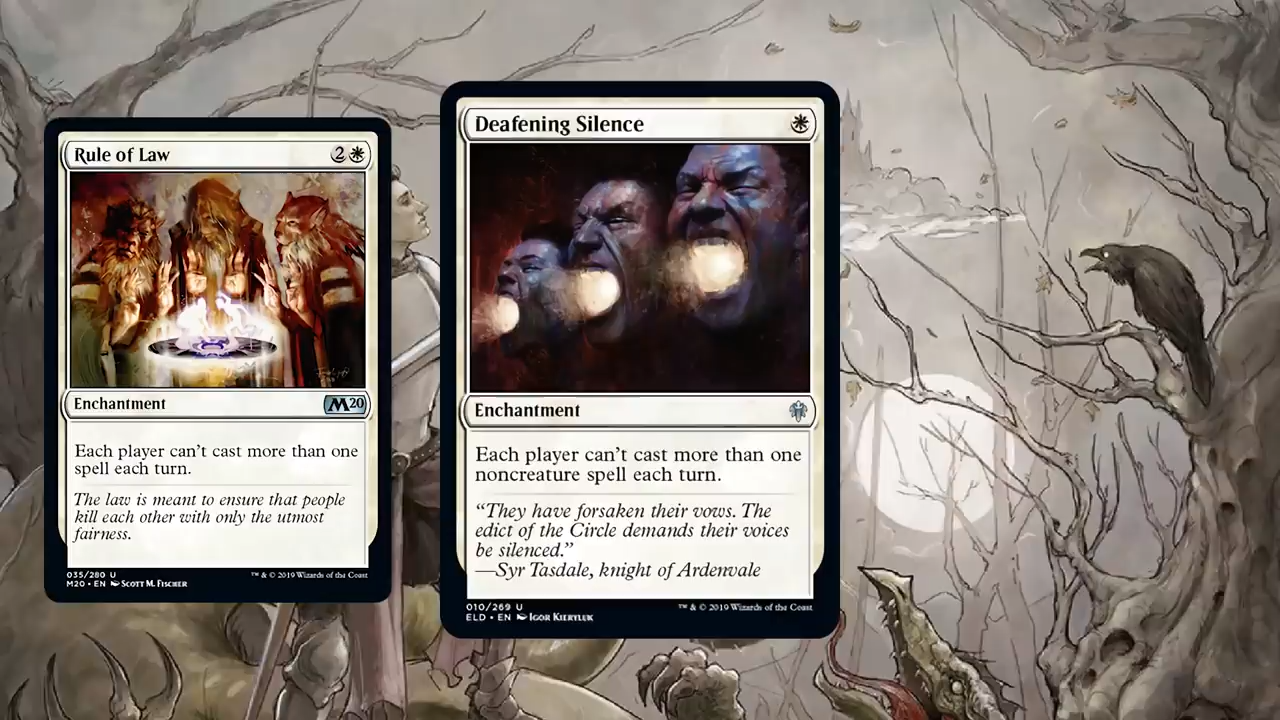 Rule of Law
2
Enchantment
M20
Each player can't cast more than one
spell each turn.
The law is meant to ensure that people
kill each other with only the utmost
fairness.
035/280 U
M20 • EN Scott M. Fischer
™ & © 2019 Wizards of the Coast
Deafening Silence
Enchantment
Each player can't cast more than one
noncreature spell each turn.
“They have forsaken their vows. The
edict of the Circle demands their voices
be silenced.”
—Syr Tasdale, knight of Ardenvale
010/269 U
ELD • EN Igor Kieryluk
™ & © 2019 Wizards of the Coast